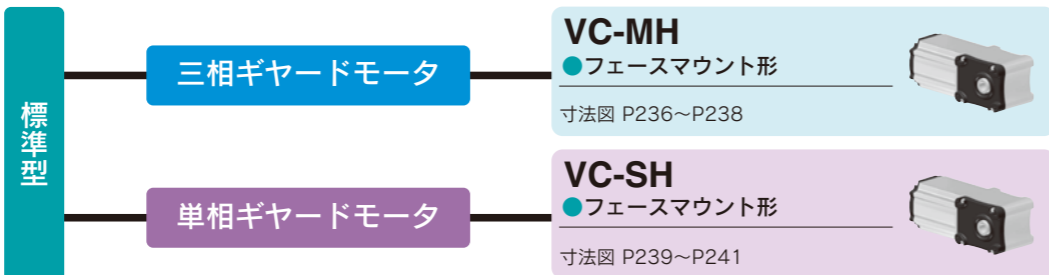 標準型
三相ギヤードモータ
VC-MH
●フェースマウント形
寸法図 P236～P238
単相ギヤードモータ
VC-SH
●フェースマウント形
寸法図 P239～P241